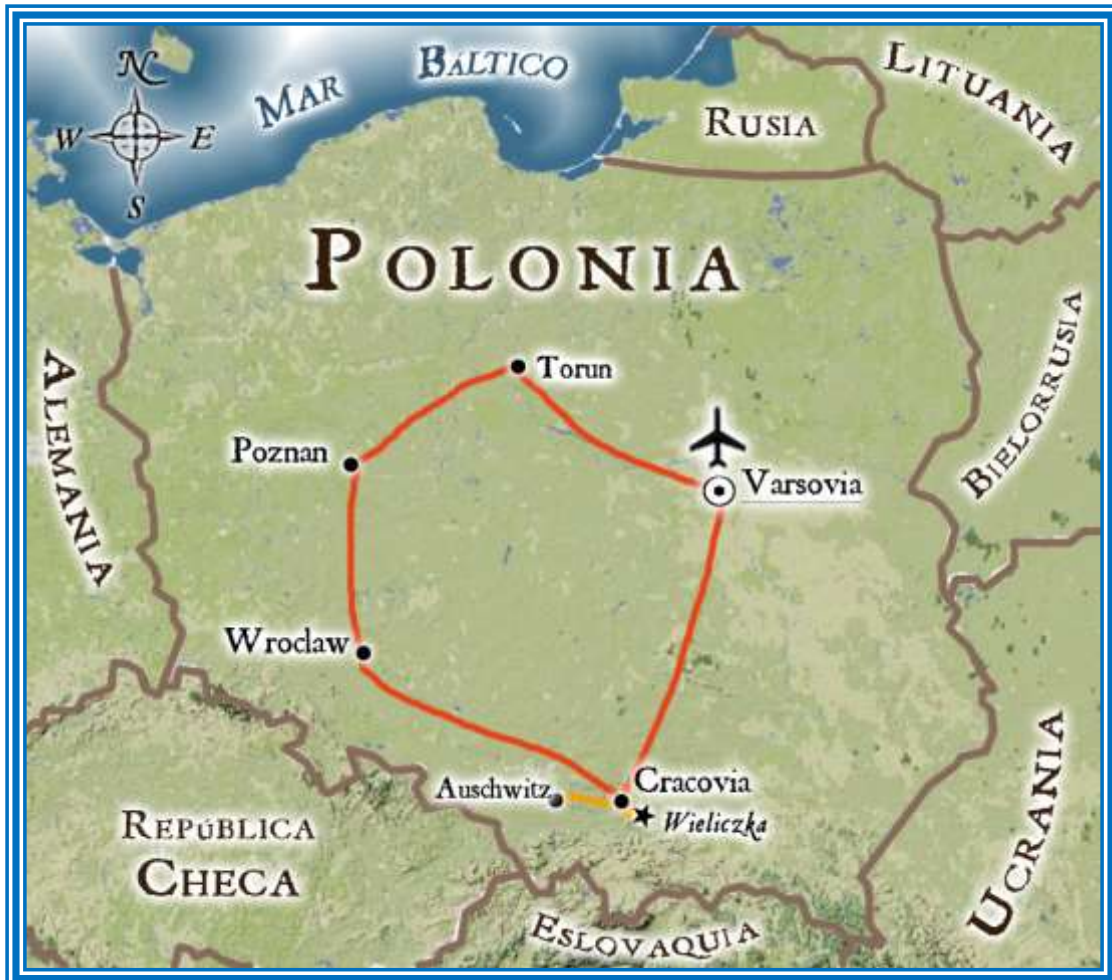 N
W E
S
MAR BALTICO
LITUANIA
RUSIA
POLONIA
BIELORRUSIA
ALEMANIA
Torun
Poznan
Varsovia
Wroclaw
Auschwitz
Cracovia
Wieliczka
REPÚBLICA
CHECA
ESLOVAQUIA
UCRANIA